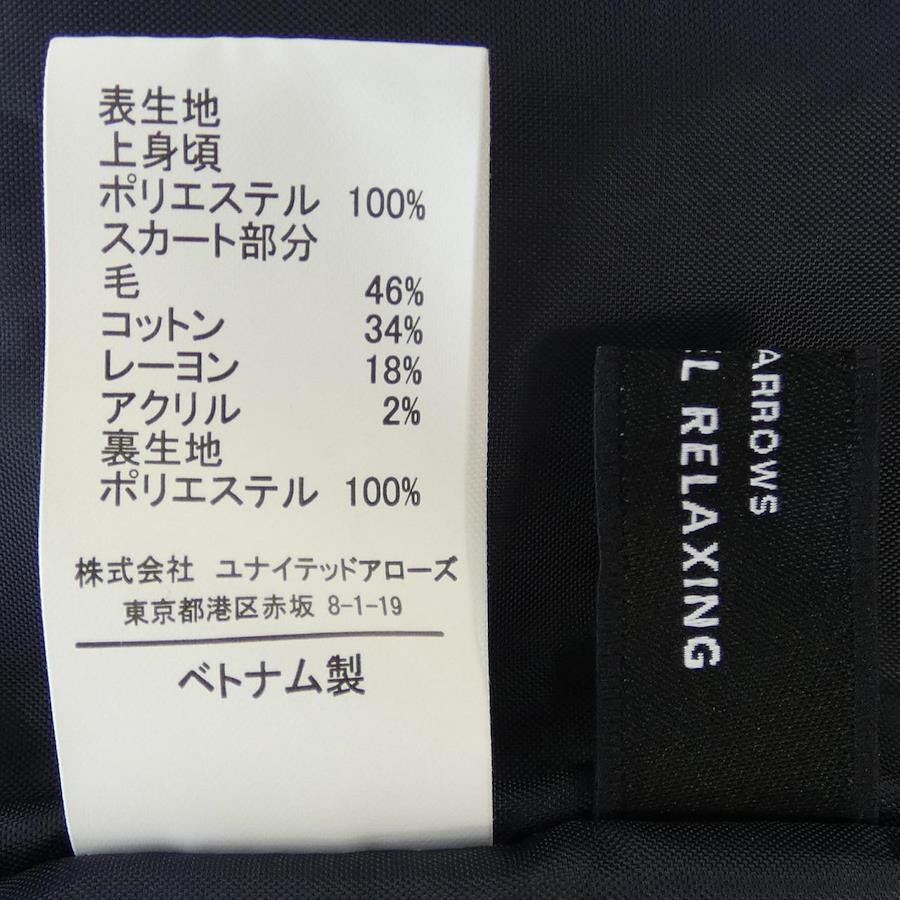 表生地
上身頃
ポリエステル 100%
スカート部分
毛 46%
コットン 34%
レーヨン 18%
アクリル 2%
裏生地
ポリエステル 100%
株式会社 ユナイテッドアローズ
東京都港区赤坂 8-1-19
ベトナム製
ARROWS
L RELAXING